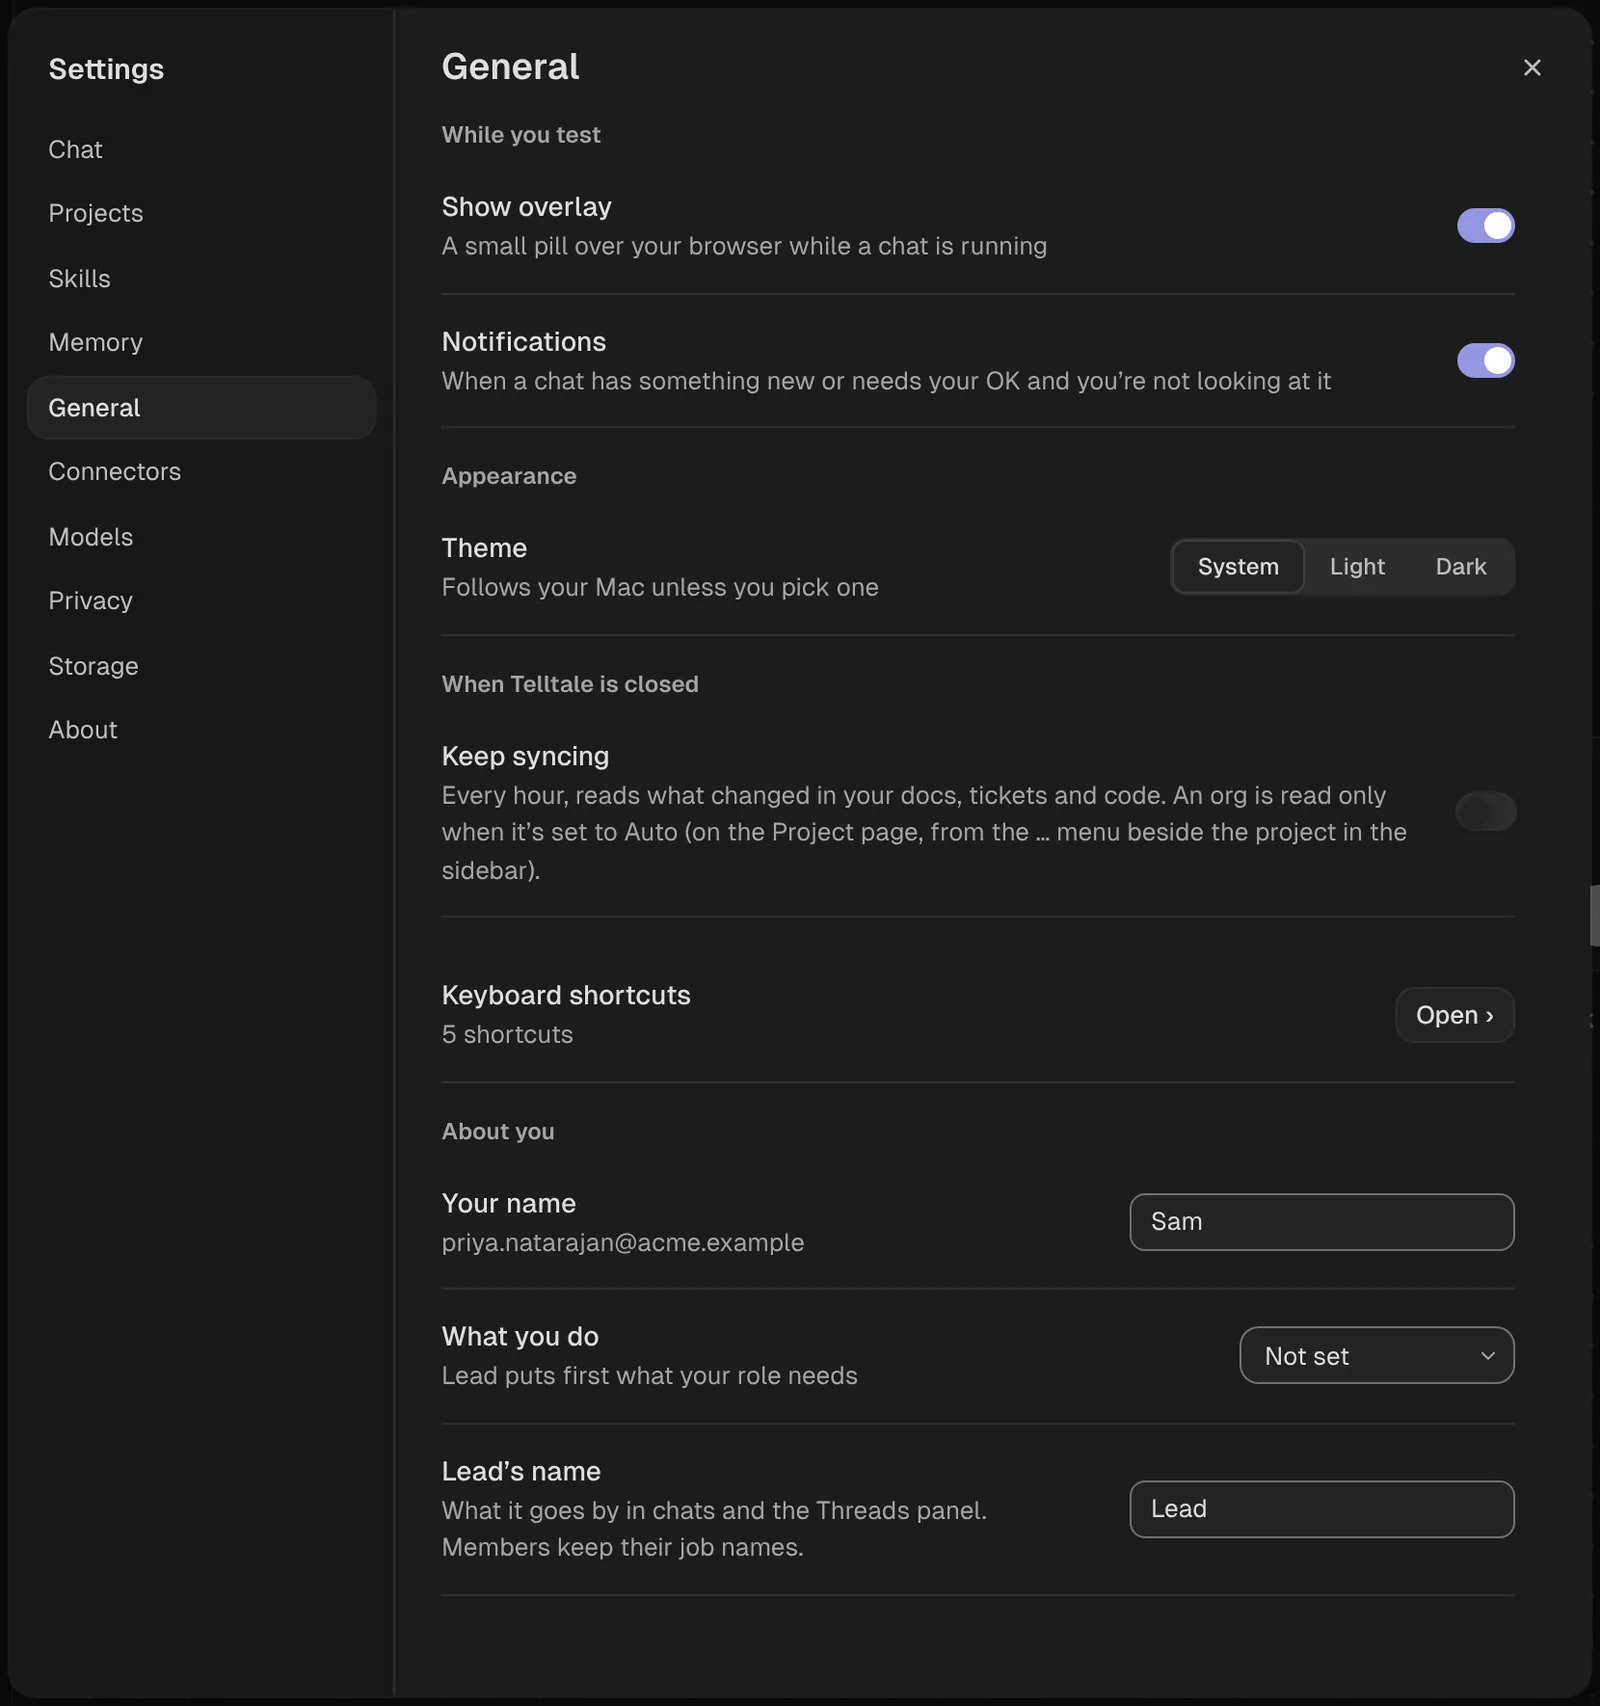 Settings
Chat
Projects
Skills
Memory
General
Connectors
Models
Privacy
Storage
About
General
While you test
Show overlay
A small pill over your browser while a chat is running
Notifications
When a chat has something new or needs your OK and you’re not looking at it
Appearance
Theme
Follows your Mac unless you pick one
System Light Dark
When Telltale is closed
Keep syncing
Every hour, reads what changed in your docs, tickets and code. An org is read only
when it’s set to Auto (on the Project page, from the … menu beside the project in the
sidebar).
Keyboard shortcuts
5 shortcuts
Open ›
About you
Your name
priya.natarajan@acme.example
Sam
What you do
Lead puts first what your role needs
Not set
Lead’s name
What it goes by in chats and the Threads panel.
Members keep their job names.
Lead